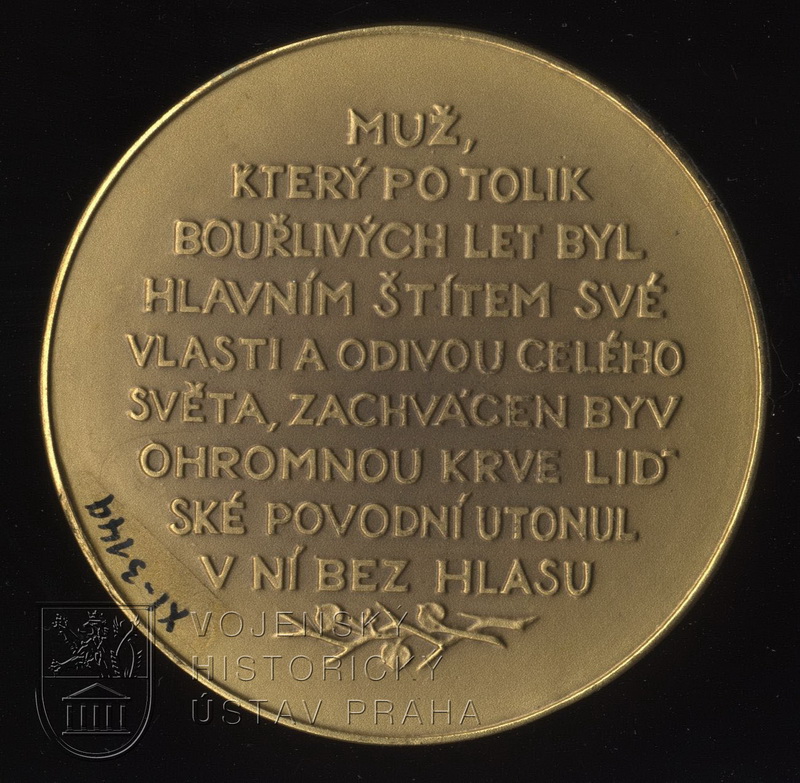 MUŽ,
KTERÝ PO TOLIK
BOUŘLIVÝCH LET BYL
HLAVNÍM ŠTÍTEM SVÉ
VLASTI A ODIVOU CELÉHO
SVĚTA, ZACHVÁCEN BYV
OHROMNOU KRVE LID-
SKÉ POVODNÍ UTONUL
V NÍ BEZ HLASU
XI-3144
VOJENSKÝ
HISTORICKÝ
ÚSTAV PRAHA